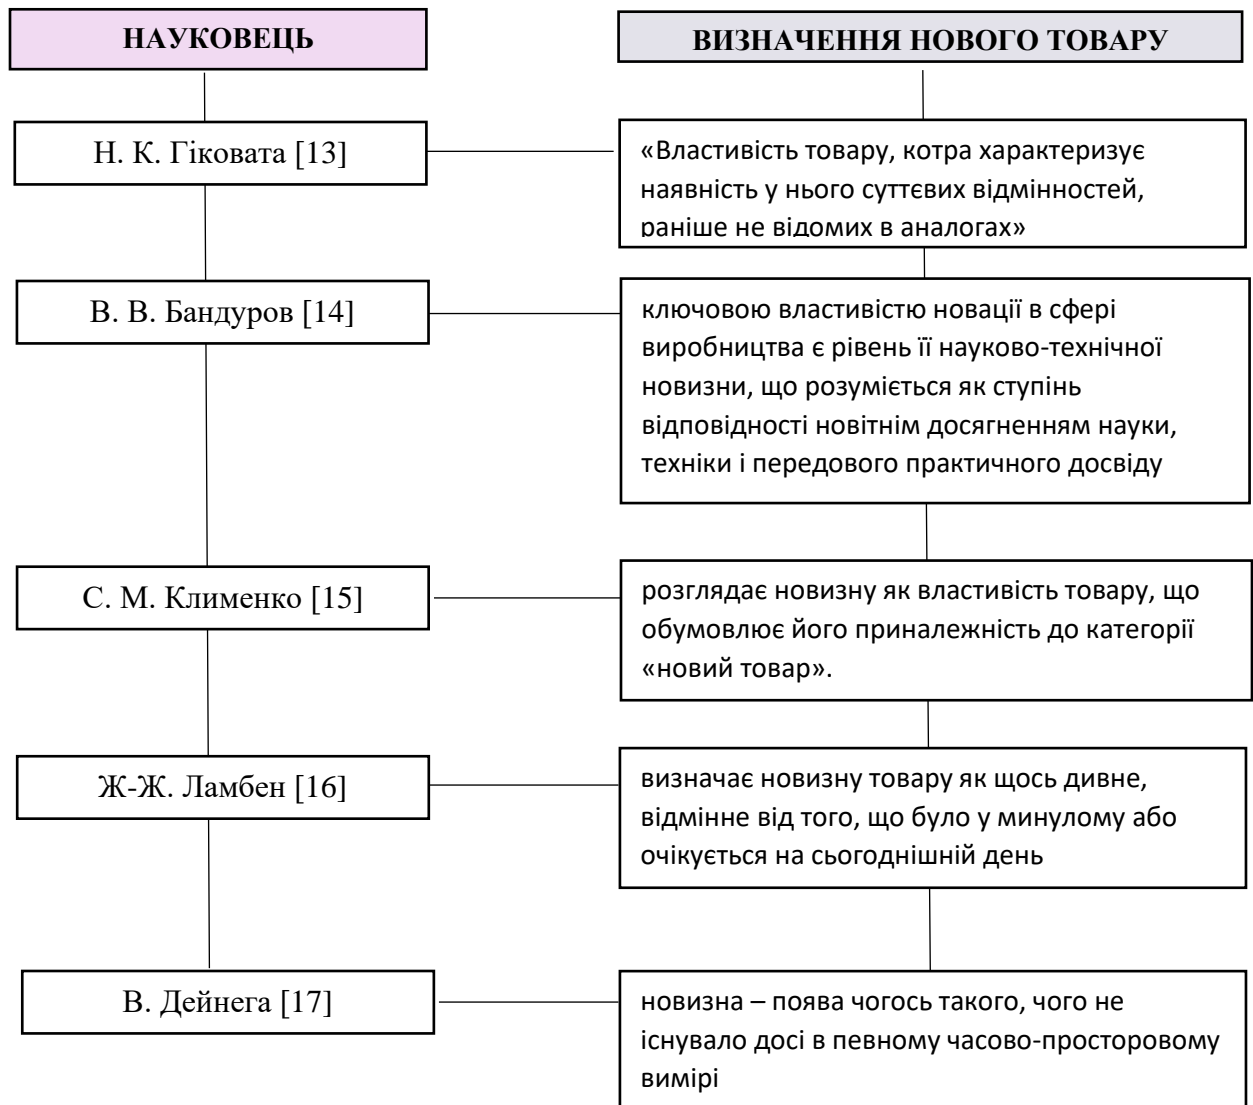 НАУКОВЕЦЬ
ВИЗНАЧЕННЯ НОВОГО ТОВАРУ
Н. К. Гіковата [13]
«Властивість товару, котра характеризує
наявність у нього суттєвих відмінностей,
раніше не відомих в аналогах»
В. В. Бандуров [14]
ключовою властивістю новації в сфері
виробництва є рівень її науково-технічної
новизни, що розуміється як ступінь
відповідності новітнім досягненням науки,
техніки і передового практичного досвіду
С. М. Клименко [15]
розглядає новизну як властивість товару, що
обумовлює його приналежність до категорії
«новий товар».
Ж-Ж. Ламбен [16]
визначає новизну товару як щось дивне,
відмінне від того, що було у минулому або
очікується на сьогоднішній день
В. Дейнега [17]
новизна – поява чогось такого, чого не
існувало досі в певному часово-просторовому
вимірі